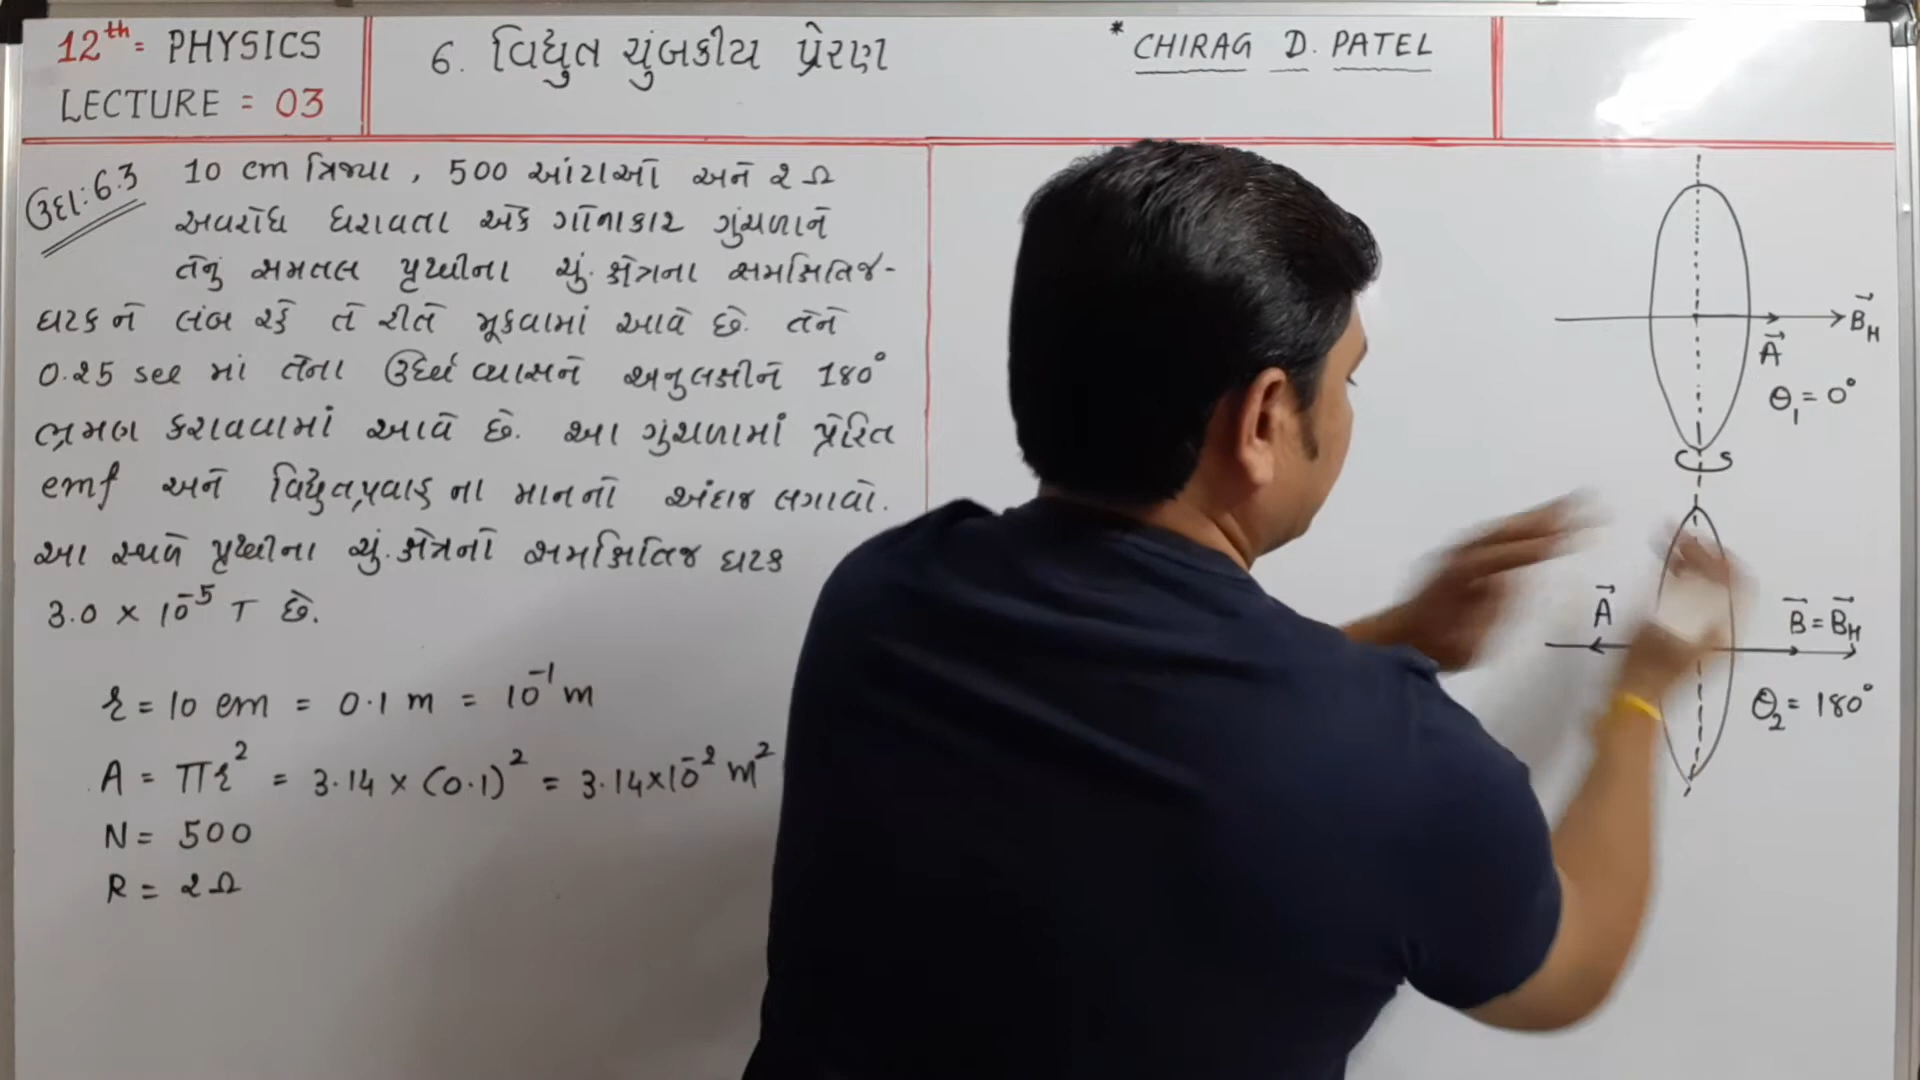 12th = PHYSICS
LECTURE = 03
6. વિદ્યુત ચુંબકીય પ્રેરણ
* CHIRAG D. PATEL
ઉદા: 6.3
10 cm ત્રિજ્યા, 500 આંટાઓ અને 2 Ω
અવરોધ ધરાવતા એક ગોળાકાર ગુંચળાને
તેનું સમતલ પૃથ્વીના ચું. ક્ષેત્રના સમક્ષિતિજ-
ઘટકને લંબ રહે તે રીતે મૂકવામાં આવે છે. તેને
0.25 sec માં તેના ઉર્ધ્વ વ્યાસને અનુલક્ષીને 180°
ભ્રમણ કરાવવામાં આવે છે. આ ગુંચળામાં પ્રેરિત
emf અને વિદ્યુતપ્રવાહ ના માનનો અંદાજ લગાવો.
આ સ્થળે પૃથ્વીના ચું. ક્ષેત્રનો સમક્ષિતિજ ઘટક
3.0 × 10⁻⁵ T છે.
r = 10 cm = 0.1 m = 10⁻¹ m
A = πr² = 3.14 × (0.1)² = 3.14×10⁻² m²
N = 500
R = 2 Ω
B⃗H
A⃗
θ₁ = 0°
A⃗
B⃗ = B⃗H
θ₂ = 180°